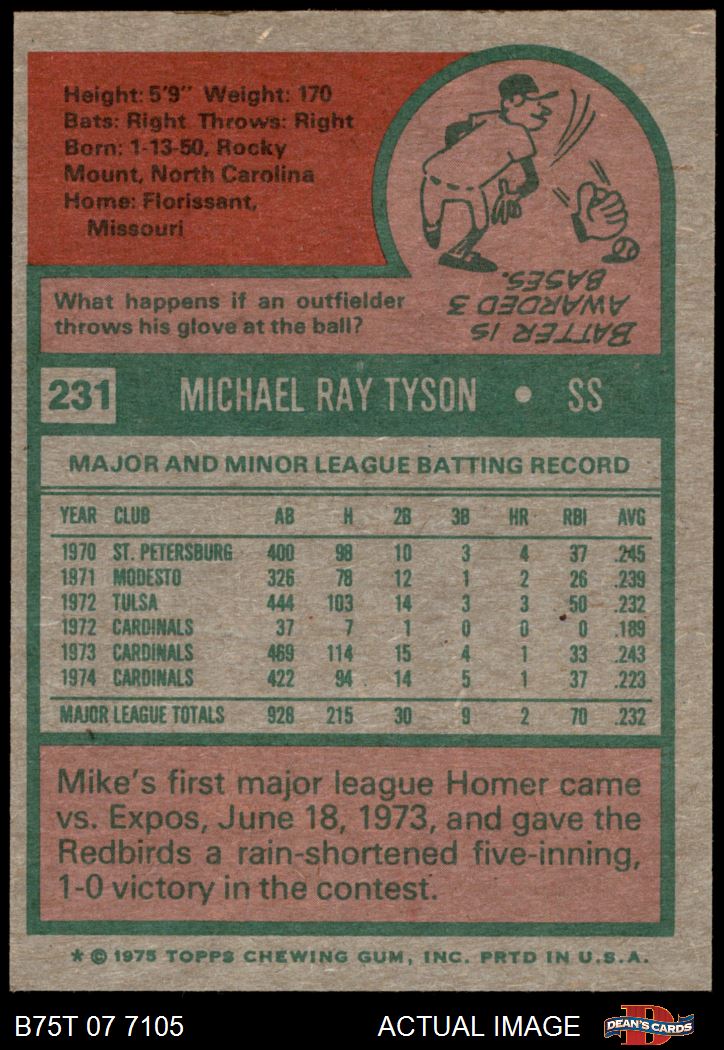 Height: 5'9" Weight: 170
Bats: Right Throws: Right
Born: 1-13-50, Rocky
Mount, North Carolina
Home: Florissant,
Missouri
What happens if an outfielder
throws his glove at the ball?
BATTER IS
AWARDED 3
BASES.
231 MICHAEL RAY TYSON • SS
MAJOR AND MINOR LEAGUE BATTING RECORD
YEAR CLUB AB H 2B 3B HR RBI AVG
1970 ST. PETERSBURG 400 98 10 3 4 37 .245
1971 MODESTO 326 78 12 1 2 26 .239
1972 TULSA 444 103 14 3 3 50 .232
1972 CARDINALS 37 7 1 0 0 0 .189
1973 CARDINALS 469 114 15 4 1 33 .243
1974 CARDINALS 422 94 14 5 1 37 .223
MAJOR LEAGUE TOTALS 928 215 30 9 2 70 .232
Mike's first major league Homer came
vs. Expos, June 18, 1973, and gave the
Redbirds a rain-shortened five-inning,
1-0 victory in the contest.
* © 1975 TOPPS CHEWING GUM, INC. PRTD IN U.S.A.
B75T 07 7105 ACTUAL IMAGE D DEAN'S CARDS